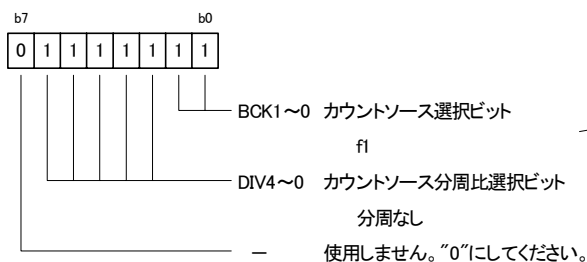 b7 b0
0 1 1 1 1 1 1 1
BCK1～0 カウントソース選択ビット
f1
DIV4～0 カウントソース分周比選択ビット
分周なし
— 使用しません。"0"にしてください。